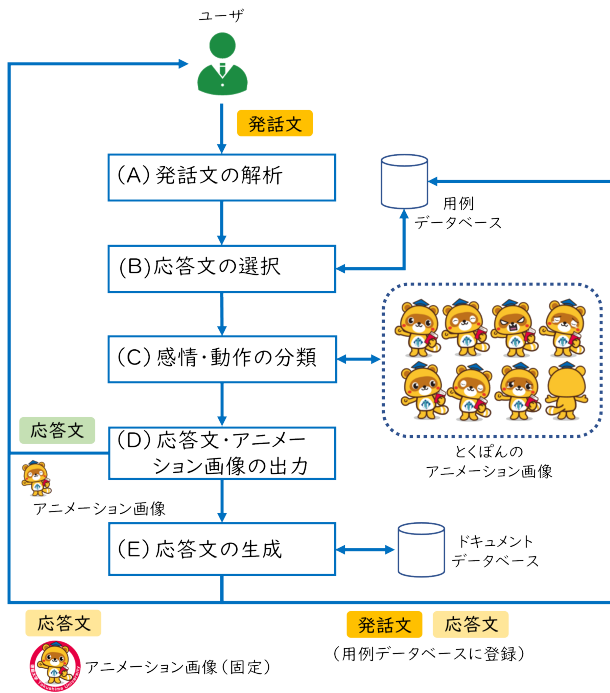 ユーザ
発話文
(A)発話文の解析
用例
データベース
(B)応答文の選択
(C)感情・動作の分類
応答文
(D)応答文・アニメー
ション画像の出力
とくぽんの
アニメーション画像
アニメーション画像
(E)応答文の生成
ドキュメント
データベース
応答文
発話文
応答文
アニメーション画像(固定)
(用例データベースに登録)